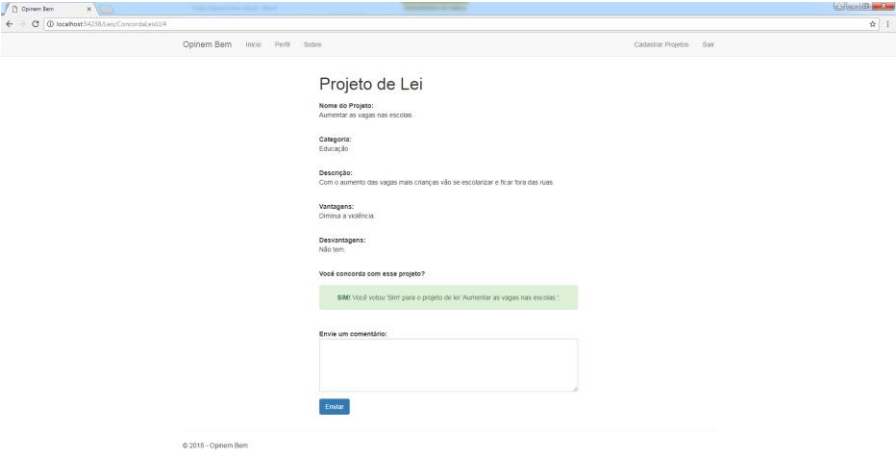 Opinem Bem
localhost:54238/Leis/ConcordaLeisU/4
Opinem Bem Início Perfil Sobre Cadastrar Projetos Sair
Projeto de Lei
Nome do Projeto:
Aumentar as vagas nas escolas.
Categoria:
Educação
Descrição:
Com o aumento das vagas mais crianças vão se escolarizar e ficar fora das ruas.
Vantagens:
Diminui a violência.
Desvantagens:
Não tem.
Você concorda com esse projeto?
SIM! Você votou 'Sim' para o projeto de lei 'Aumentar as vagas nas escolas.'.
Envie um comentário:
Enviar
© 2016 - Opinem Bem